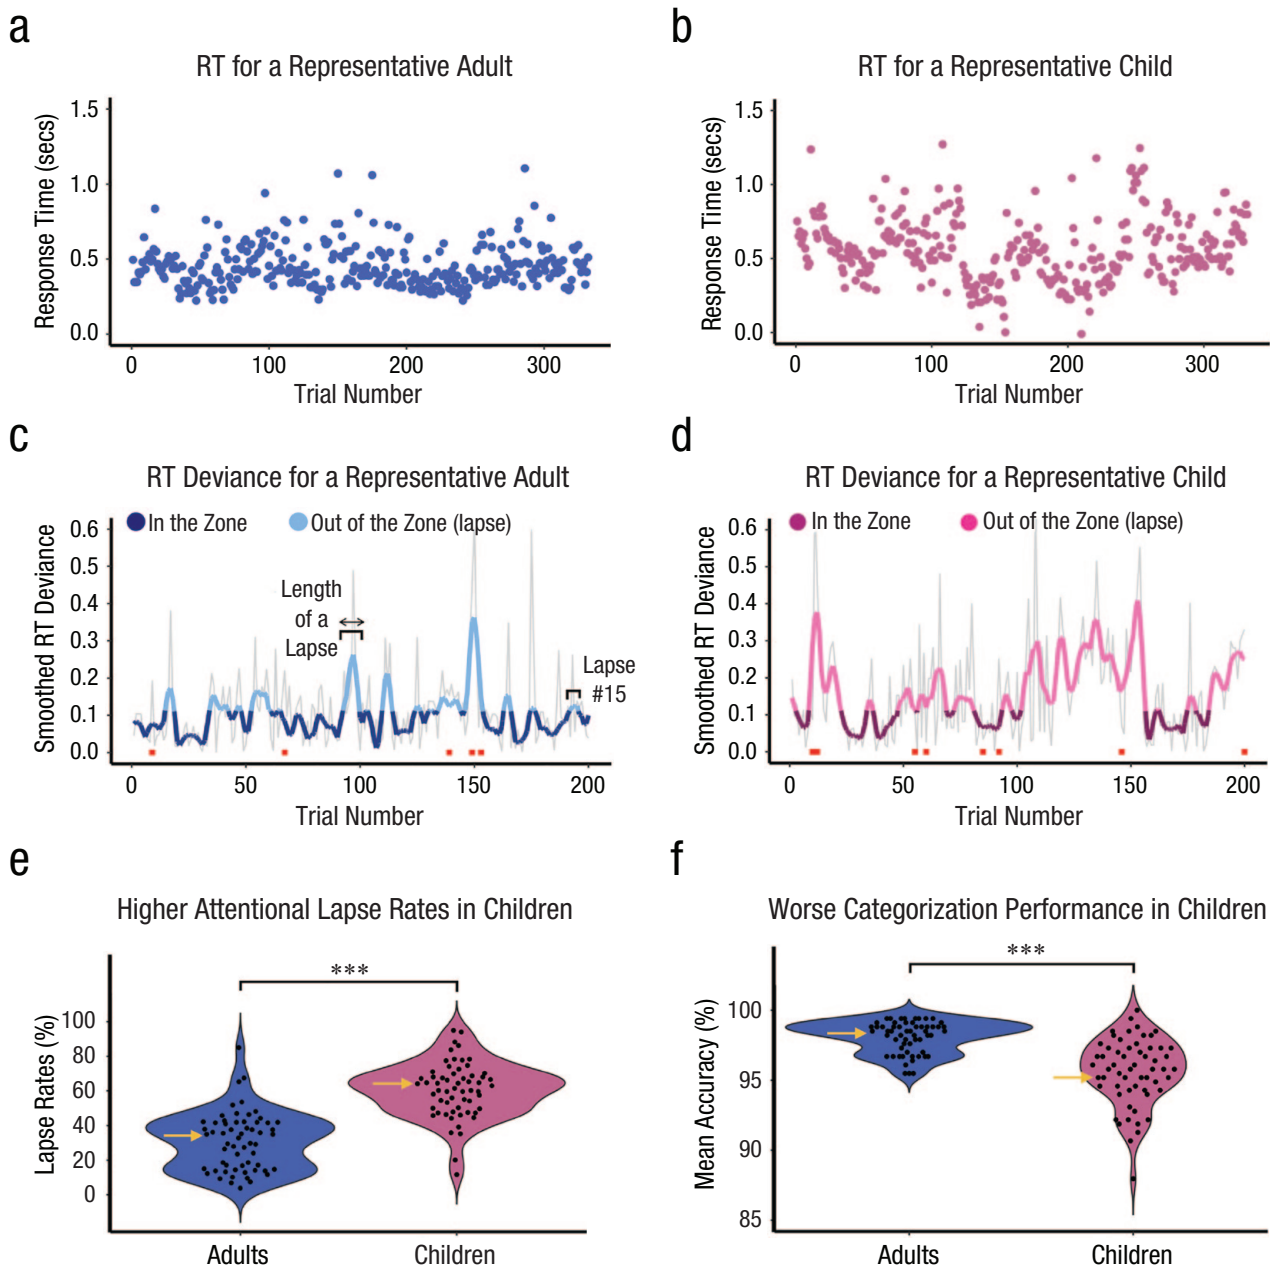 a
RT for a Representative Adult
Response Time (secs)
1.5
1.0
0.5
0.0
0
100
200
300
Trial Number
b
RT for a Representative Child
Response Time (secs)
1.5
1.0
0.5
0.0
0
100
200
300
Trial Number
c
RT Deviance for a Representative Adult
In the Zone
Out of the Zone (lapse)
Smoothed RT Deviance
0.6
0.5
0.4
0.3
0.2
0.1
0.0
Length
of a
Lapse
Lapse
#15
0
50
100
150
200
Trial Number
d
RT Deviance for a Representative Child
In the Zone
Out of the Zone (lapse)
Smoothed RT Deviance
0.6
0.5
0.4
0.3
0.2
0.1
0.0
0
50
100
150
200
Trial Number
e
Higher Attentional Lapse Rates in Children
***
Lapse Rates (%)
100
80
60
40
20
0
Adults
Children
f
Worse Categorization Performance in Children
***
Mean Accuracy (%)
100
95
90
85
Adults
Children